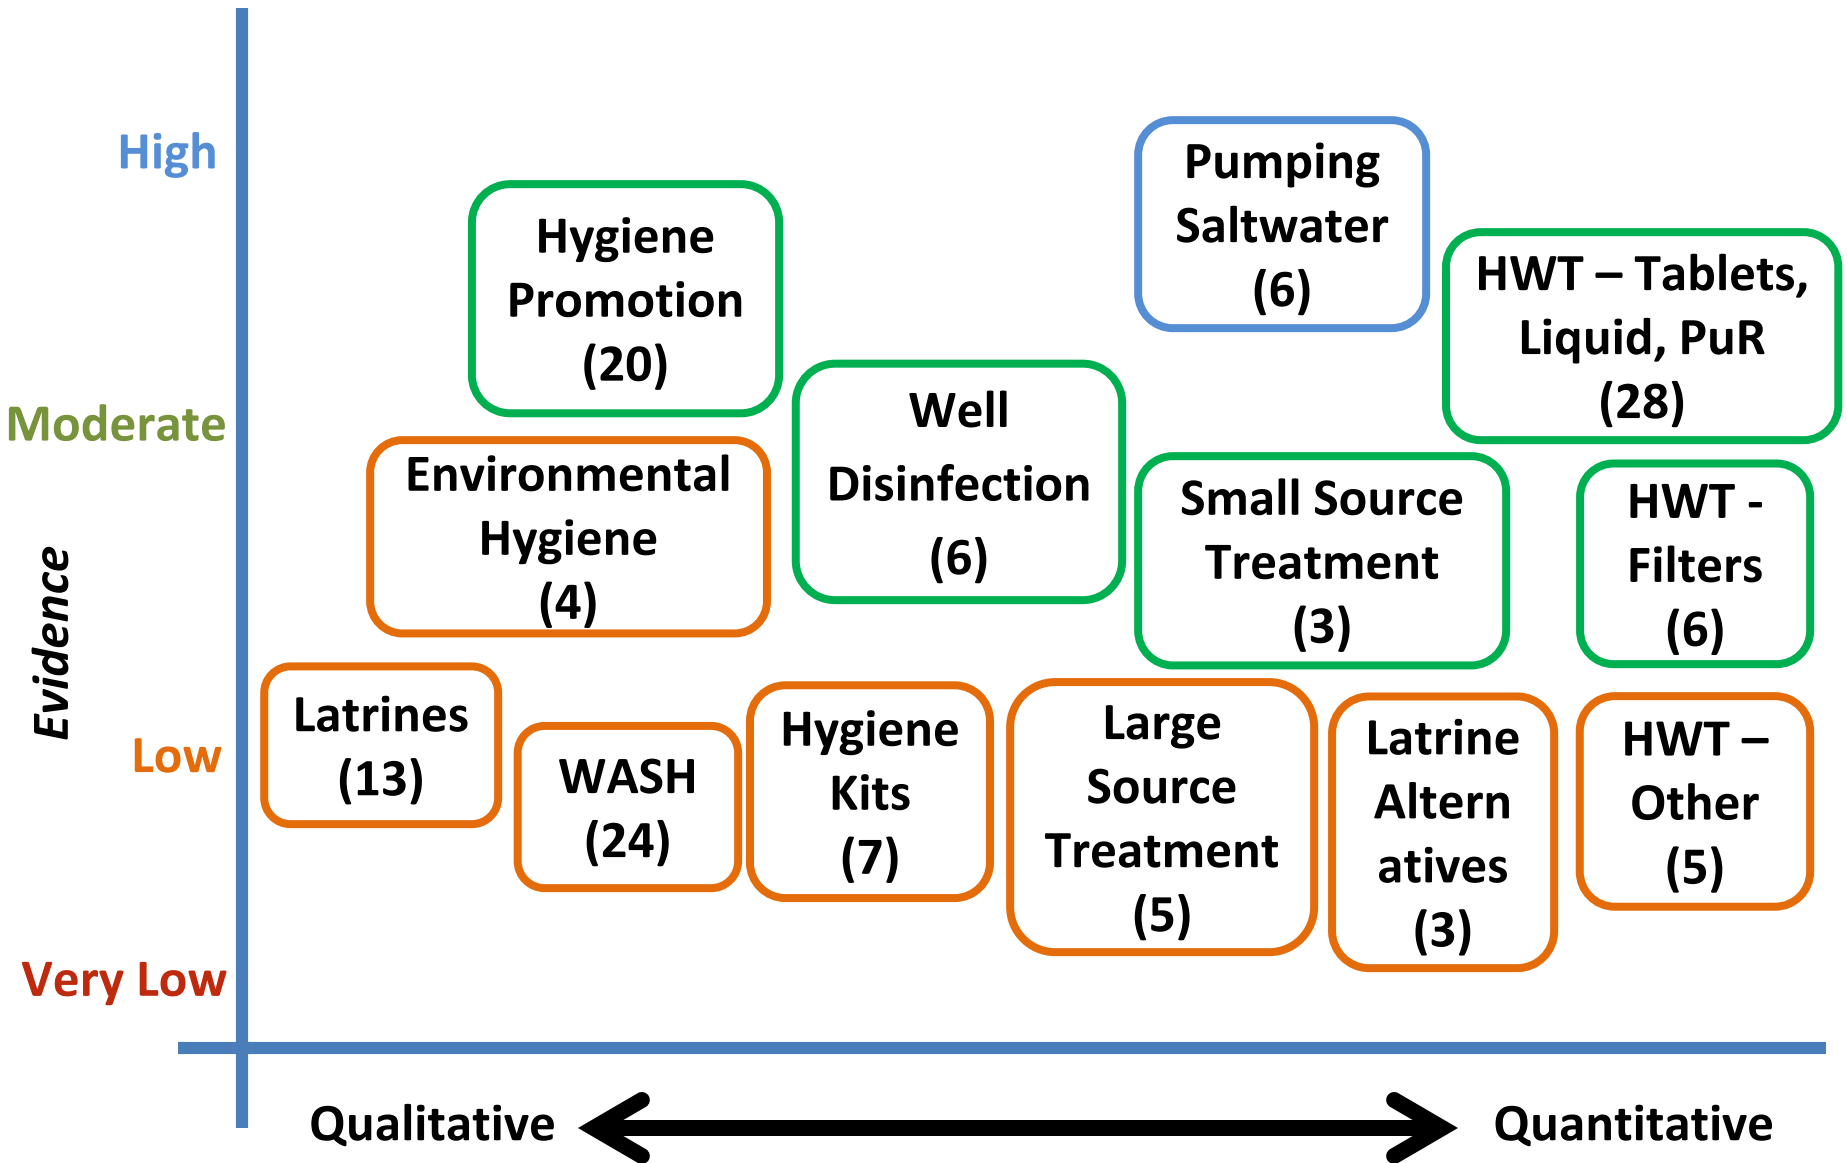 High
Pumping
Saltwater
(6)
Hygiene
Promotion
(20)
HWT – Tablets,
Liquid, PuR
(28)
Moderate
Well
Disinfection
(6)
Environmental
Hygiene
(4)
Small Source
Treatment
(3)
HWT -
Filters
(6)
Evidence
Low
Latrines
(13)
WASH
(24)
Hygiene
Kits
(7)
Large
Source
Treatment
(5)
Latrine
Altern
atives
(3)
HWT –
Other
(5)
Very Low
Qualitative
Quantitative